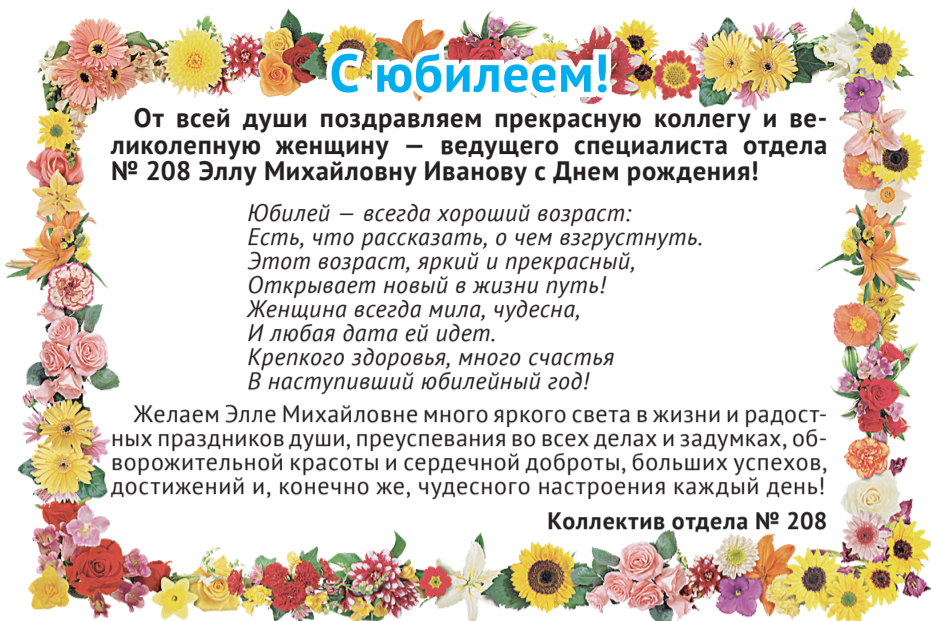 С юбилеем!
От всей души поздравляем прекрасную коллегу и ве-
ликолепную женщину — ведущего специалиста отдела
№ 208 Эллу Михайловну Иванову с Днем рождения!
Юбилей — всегда хороший возраст:
Есть, что рассказать, о чем взгрустнуть.
Этот возраст, яркий и прекрасный,
Открывает новый в жизни путь!
Женщина всегда мила, чудесна,
И любая дата ей идет.
Крепкого здоровья, много счастья
В наступивший юбилейный год!
Желаем Элле Михайловне много яркого света в жизни и радост-
ных праздников души, преуспевания во всех делах и задумках, об-
ворожительной красоты и сердечной доброты, больших успехов,
достижений и, конечно же, чудесного настроения каждый день!
Коллектив отдела № 208